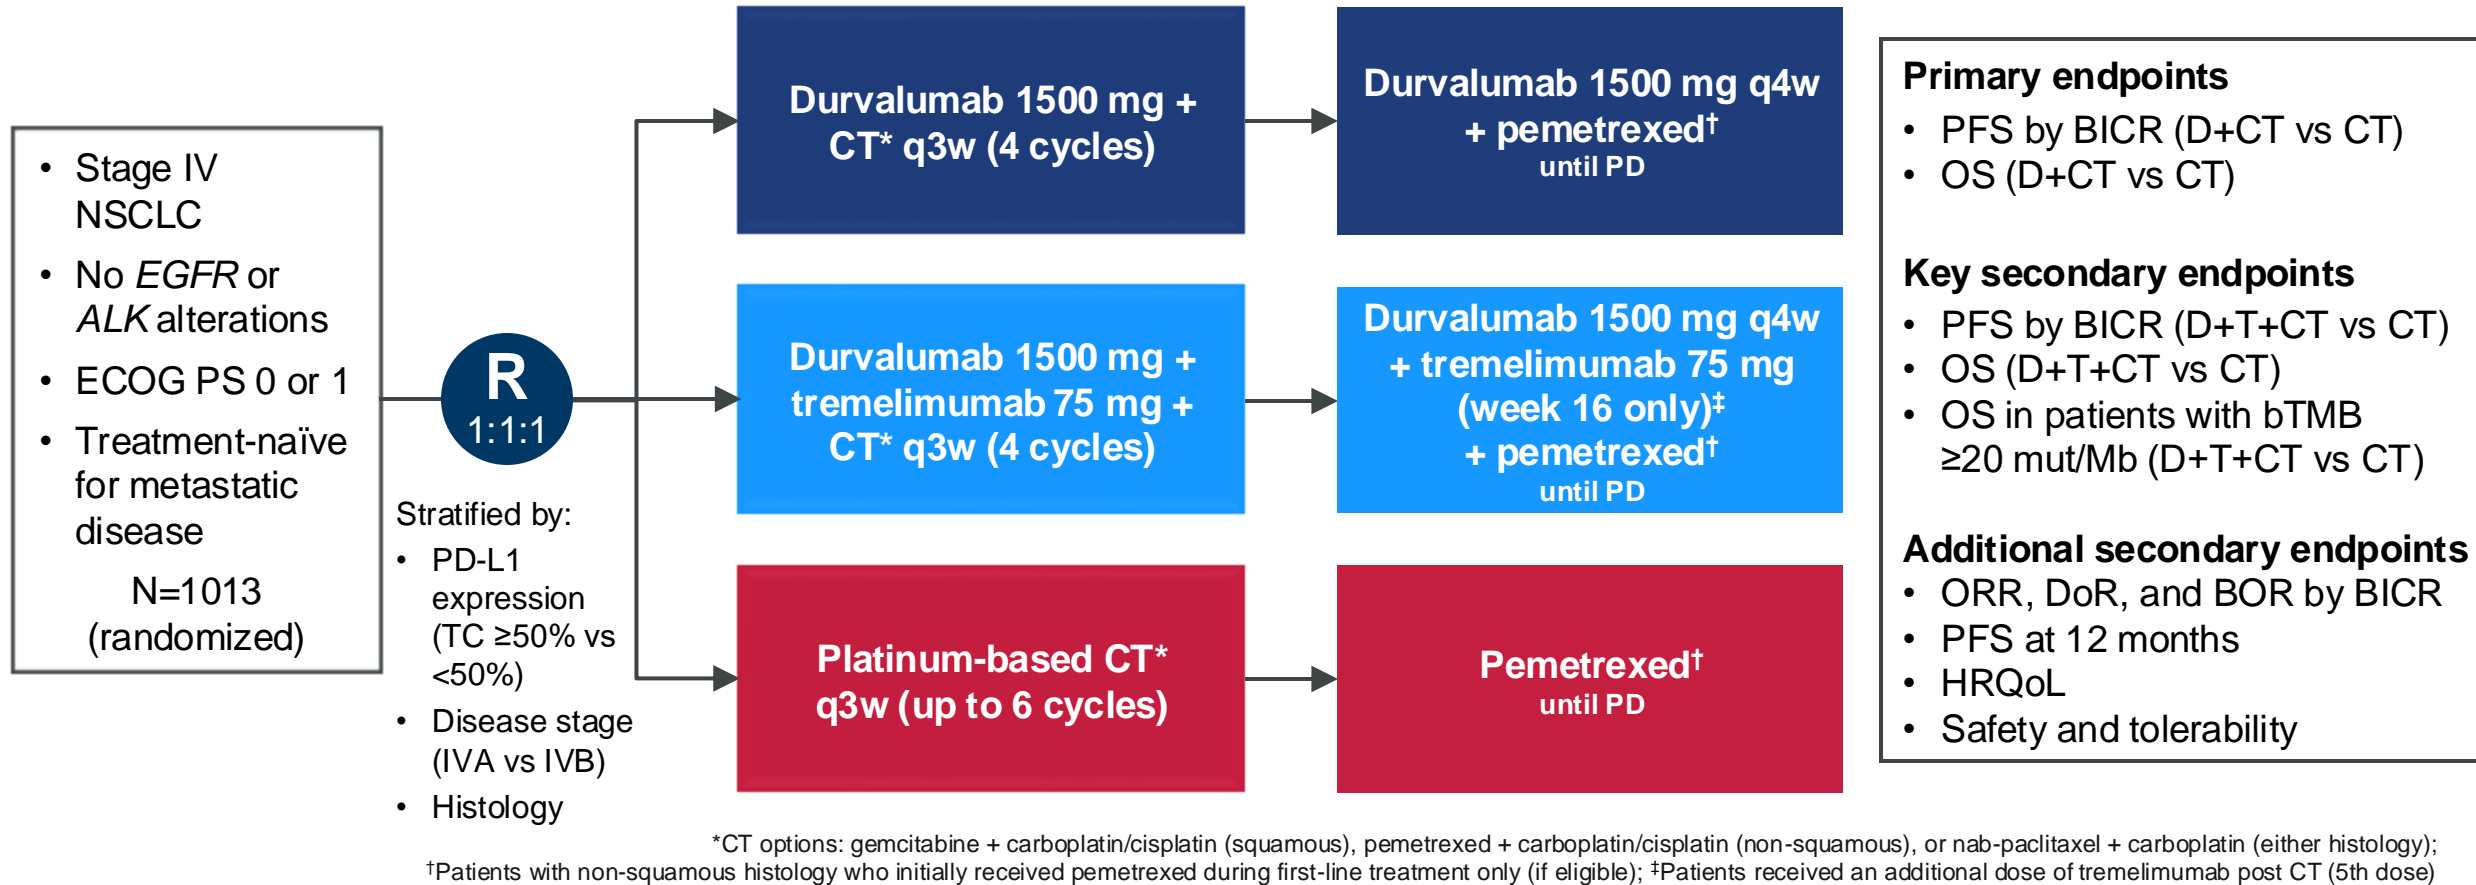 • Stage IV
NSCLC
• No EGFR or
ALK alterations
• ECOG PS 0 or 1
• Treatment-naïve
for metastatic
disease
N=1013
(randomized)
R
1:1:1
Stratified by:
• PD-L1
expression
(TC ≥50% vs
<50%)
• Disease stage
(IVA vs IVB)
• Histology
Durvalumab 1500 mg +
CT* q3w (4 cycles)
Durvalumab 1500 mg q4w
+ pemetrexed†
until PD
Durvalumab 1500 mg +
tremelimumab 75 mg +
CT* q3w (4 cycles)
Durvalumab 1500 mg q4w
+ tremelimumab 75 mg
(week 16 only)‡
+ pemetrexed†
until PD
Platinum-based CT*
q3w (up to 6 cycles)
Pemetrexed†
until PD
Primary endpoints
• PFS by BICR (D+CT vs CT)
• OS (D+CT vs CT)
Key secondary endpoints
• PFS by BICR (D+T+CT vs CT)
• OS (D+T+CT vs CT)
• OS in patients with bTMB
≥20 mut/Mb (D+T+CT vs CT)
Additional secondary endpoints
• ORR, DoR, and BOR by BICR
• PFS at 12 months
• HRQoL
• Safety and tolerability
*CT options: gemcitabine + carboplatin/cisplatin (squamous), pemetrexed + carboplatin/cisplatin (non-squamous), or nab-paclitaxel + carboplatin (either histology);
†Patients with non-squamous histology who initially received pemetrexed during first-line treatment only (if eligible); ‡Patients received an additional dose of tremelimumab post CT (5th dose)